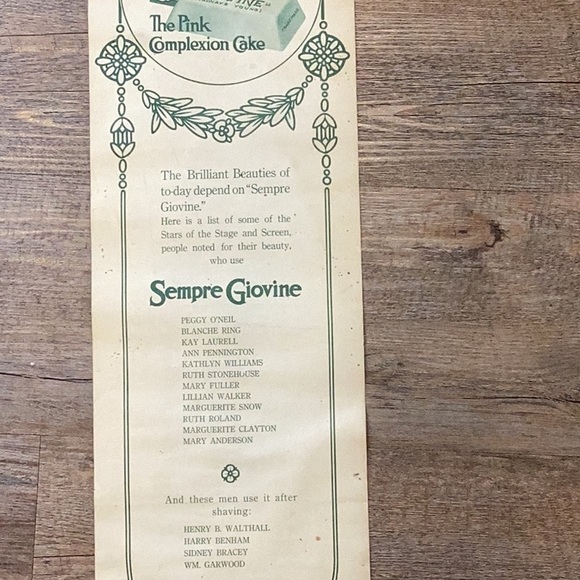 The Pink
Complexion Cake
The Brilliant Beauties of
to-day depend on "Sempre
Giovine."
Here is a list of some of the
Stars of the Stage and Screen,
people noted for their beauty,
who use
Sempre Giovine
PEGGY O'NEIL
BLANCHE RING
KAY LAURELL
ANN PENNINGTON
KATHLYN WILLIAMS
RUTH STONEHOUSE
MARY FULLER
LILLIAN WALKER
MARGUERITE SNOW
RUTH ROLAND
MARGUERITE CLAYTON
MARY ANDERSON
And these men use it after
shaving:
HENRY B. WALTHALL
HARRY BENHAM
SIDNEY BRACEY
WM. GARWOOD